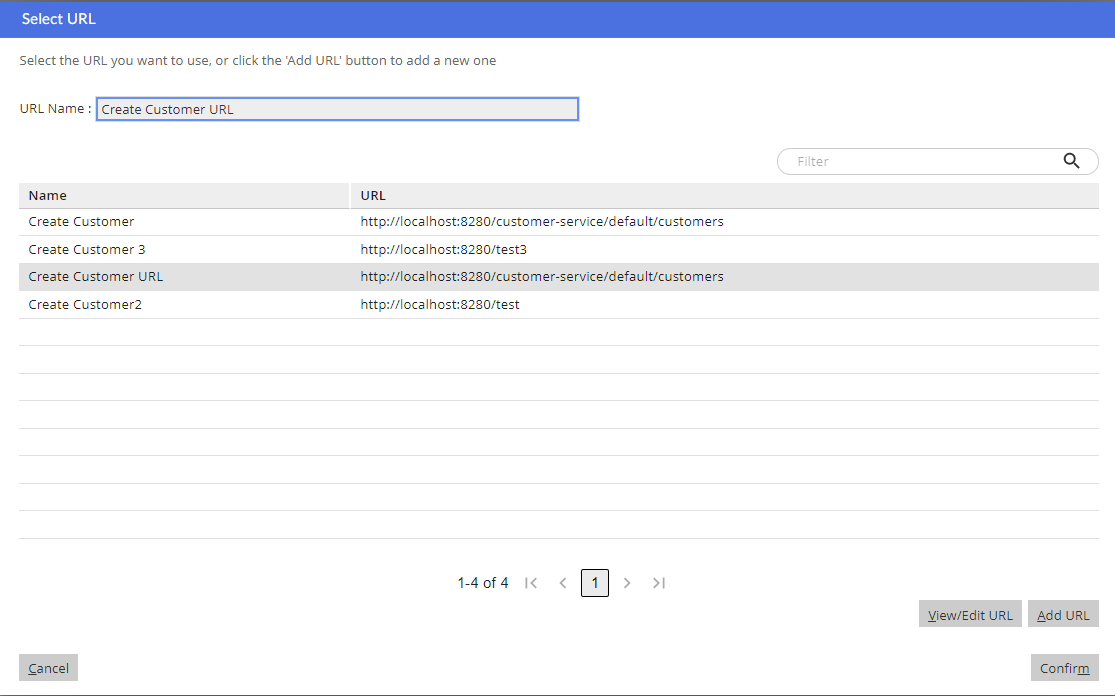 Select URL
Select the URL you want to use, or click the 'Add URL' button to add a new one
URL Name : Create Customer URL
Filter
Name URL
Create Customer http://localhost:8280/customer-service/default/customers
Create Customer 3 http://localhost:8280/test3
Create Customer URL http://localhost:8280/customer-service/default/customers
Create Customer2 http://localhost:8280/test
1-4 of 4 1
View/Edit URL Add URL
Cancel Confirm